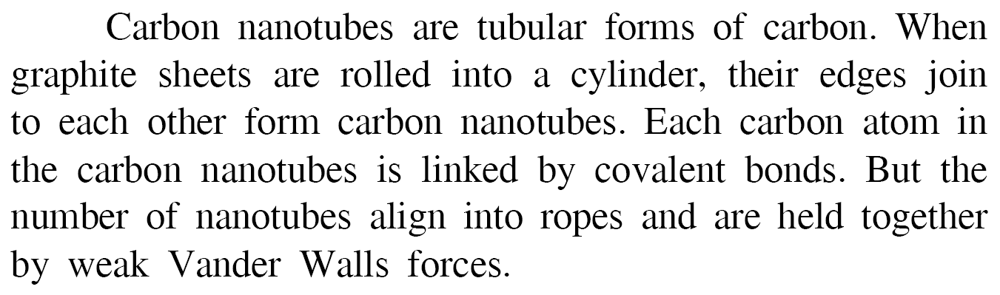 Carbon nanotubes are tubular forms of carbon. When
graphite sheets are rolled into a cylinder, their edges join
to each other form carbon nanotubes. Each carbon atom in
the carbon nanotubes is linked by covalent bonds. But the
number of nanotubes align into ropes and are held together
by weak Vander Walls forces.